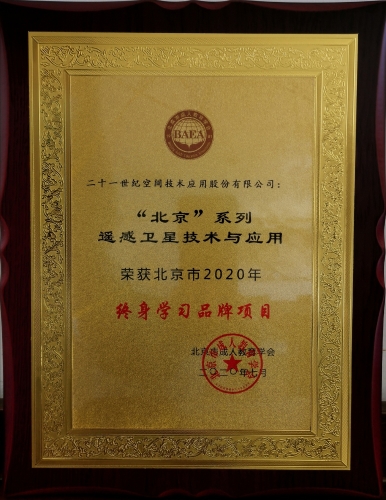 BAEA
二十一世纪空间技术应用股份有限公司：
“北京”系列
遥感卫星技术与应用
荣获北京市2020年
终身学习品牌项目
北京市成人教育学会
二〇二〇年七月